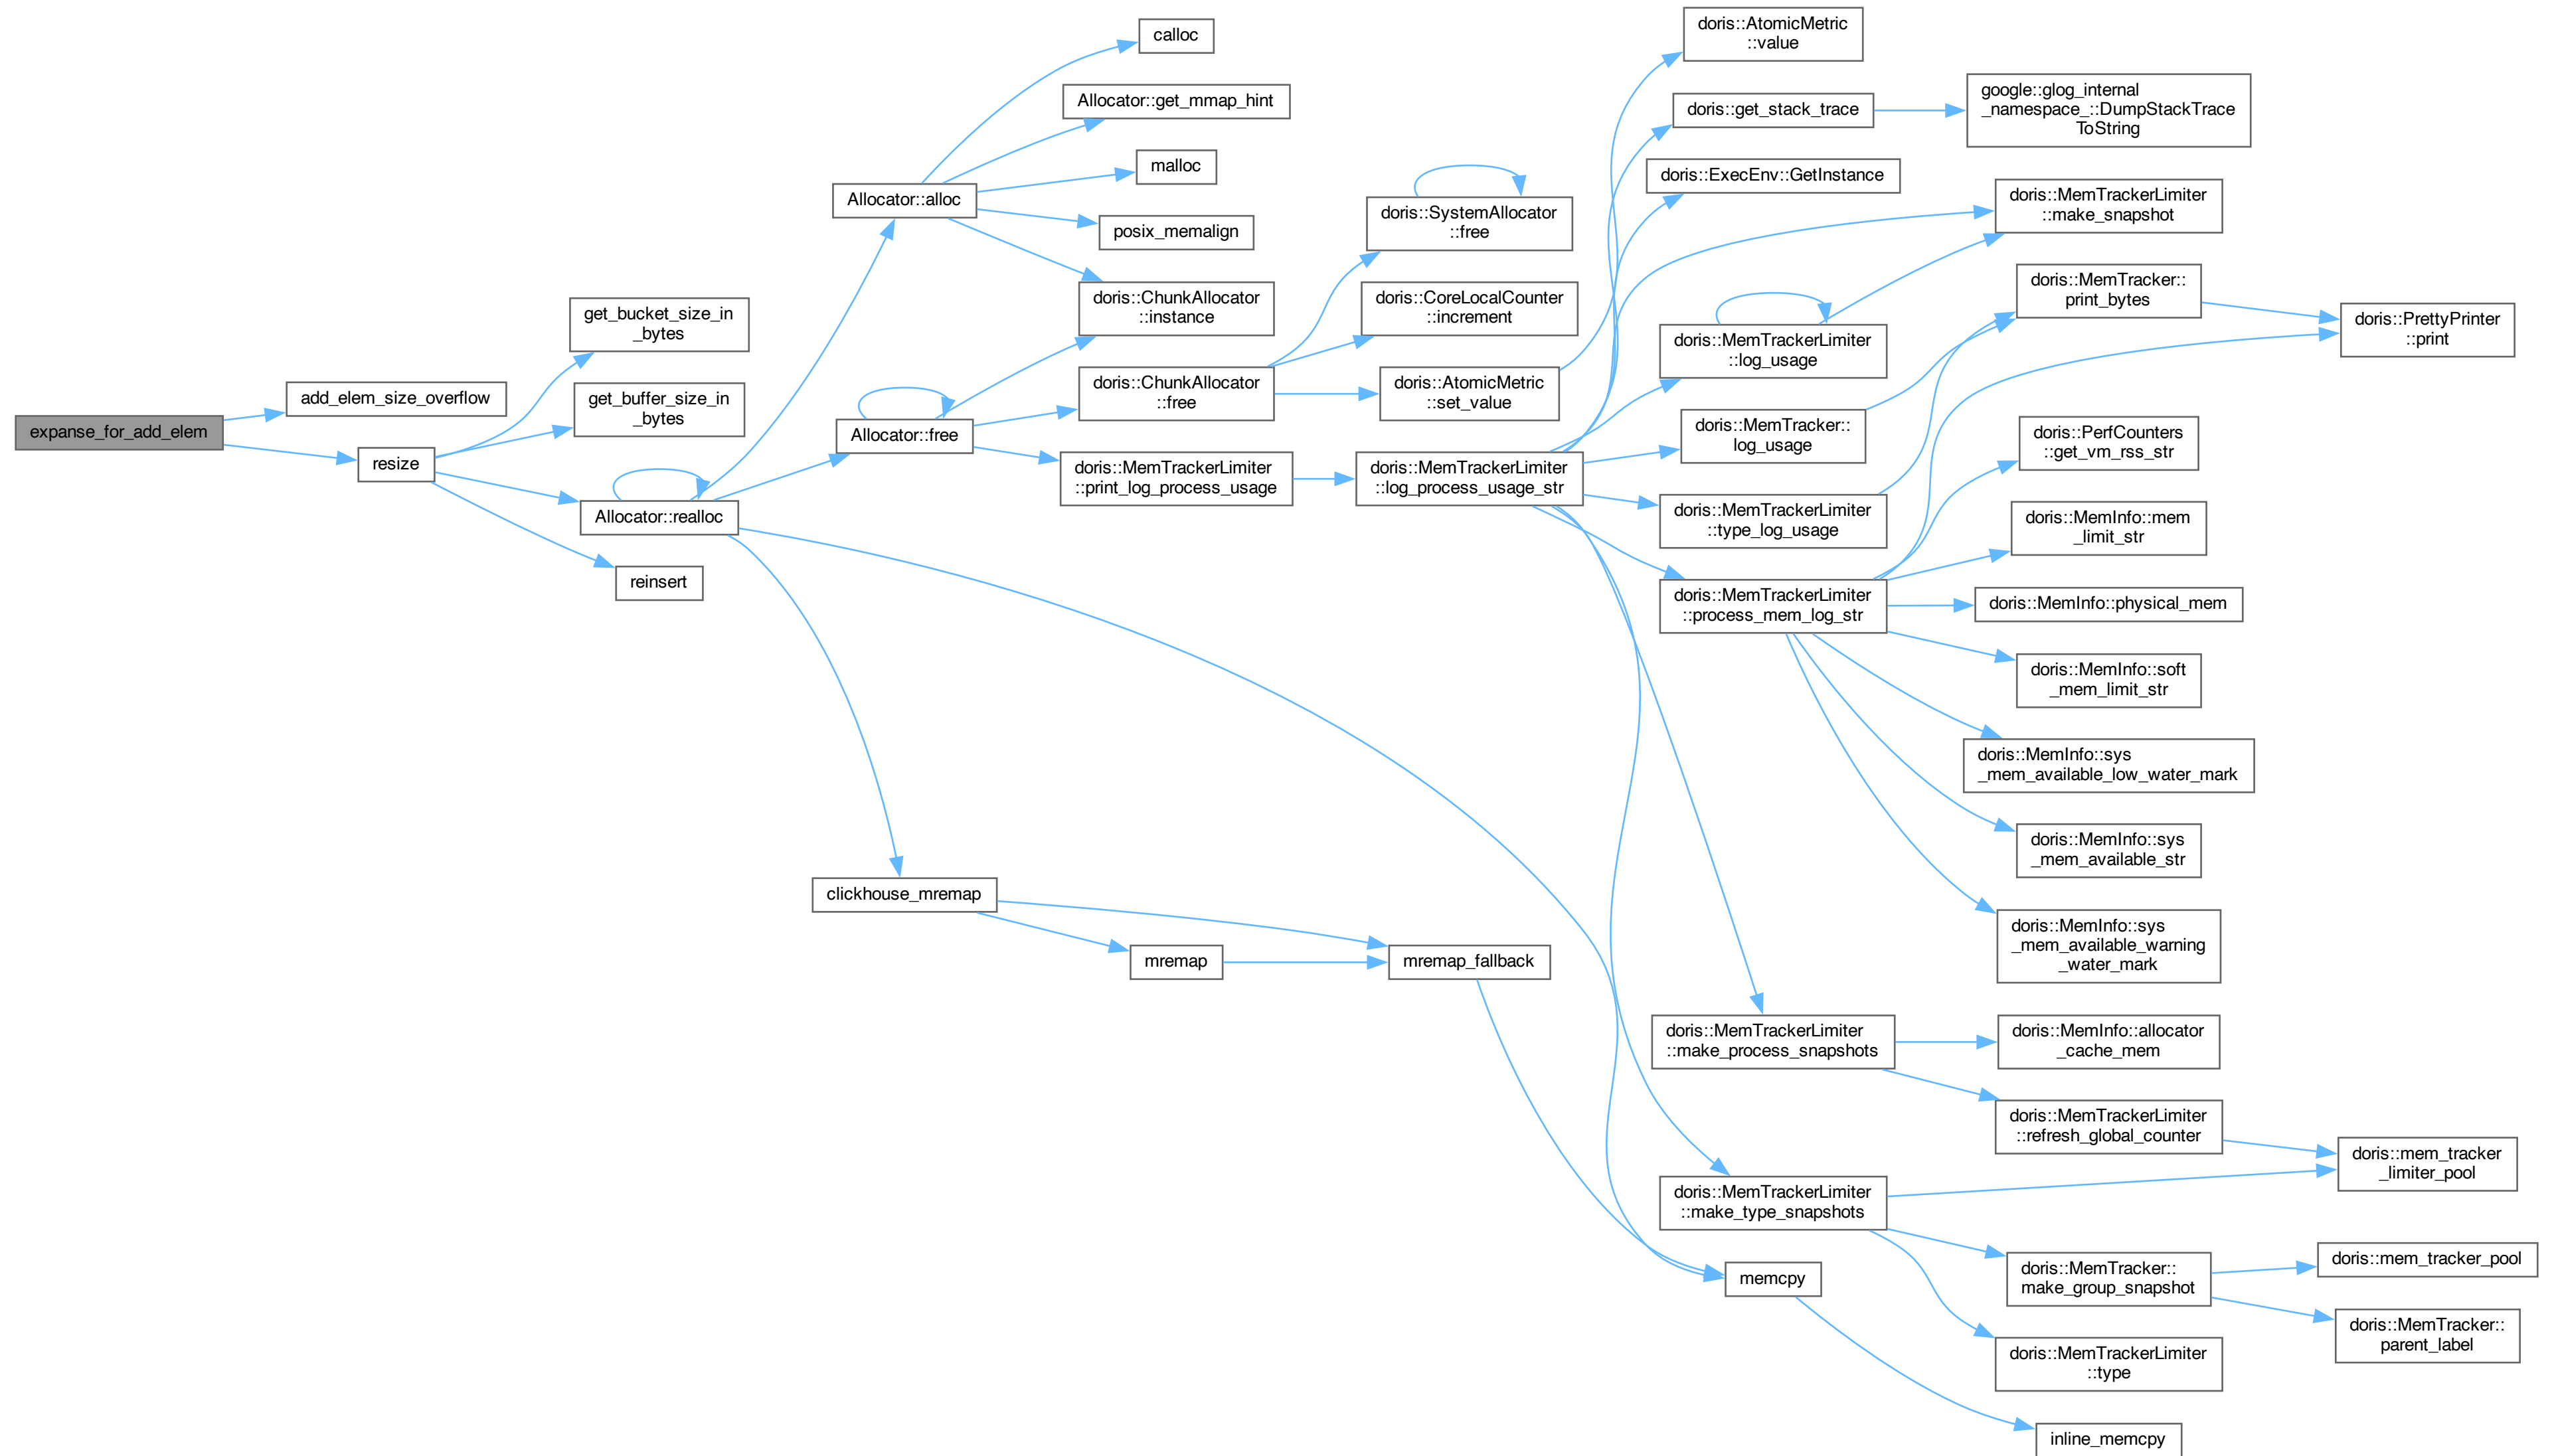 expanse_for_add_elem
add_elem_size_overflow
resize
get_bucket_size_in
_bytes
get_buffer_size_in
_bytes
Allocator::realloc
reinsert
Allocator::alloc
Allocator::free
clickhouse_mremap
calloc
Allocator::get_mmap_hint
malloc
posix_memalign
doris::ChunkAllocator
::instance
doris::ChunkAllocator
::free
doris::MemTrackerLimiter
::print_log_process_usage
mremap
doris::SystemAllocator
::free
doris::CoreLocalCounter
::increment
doris::AtomicMetric
::set_value
doris::MemTrackerLimiter
::log_process_usage_str
mremap_fallback
doris::AtomicMetric
::value
doris::get_stack_trace
doris::ExecEnv::GetInstance
doris::MemTrackerLimiter
::log_usage
doris::MemTracker::
log_usage
doris::MemTrackerLimiter
::type_log_usage
doris::MemTrackerLimiter
::process_mem_log_str
doris::MemTrackerLimiter
::make_process_snapshots
doris::MemTrackerLimiter
::make_type_snapshots
memcpy
google::glog_internal
_namespace_::DumpStackTrace
ToString
doris::MemTrackerLimiter
::make_snapshot
doris::MemTracker::
print_bytes
doris::PerfCounters
::get_vm_rss_str
doris::MemInfo::mem
_limit_str
doris::MemInfo::physical_mem
doris::MemInfo::soft
_mem_limit_str
doris::MemInfo::sys
_mem_available_low_water_mark
doris::MemInfo::sys
_mem_available_str
doris::MemInfo::sys
_mem_available_warning
_water_mark
doris::MemInfo::allocator
_cache_mem
doris::MemTrackerLimiter
::refresh_global_counter
doris::MemTracker::
make_group_snapshot
doris::MemTrackerLimiter
::type
inline_memcpy
doris::PrettyPrinter
::print
doris::mem_tracker
_limiter_pool
doris::mem_tracker_pool
doris::MemTracker::
parent_label